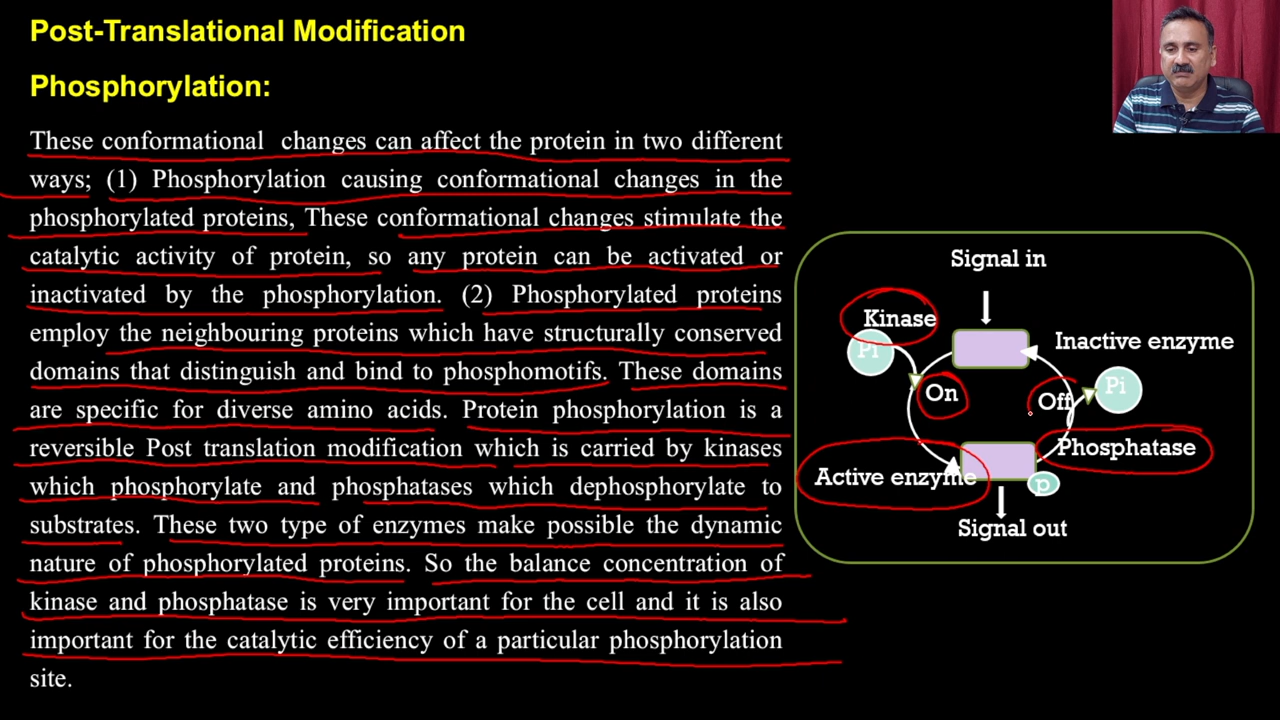 Post-Translational Modification
Phosphorylation:
These conformational changes can affect the protein in two different
ways; (1) Phosphorylation causing conformational changes in the
phosphorylated proteins, These conformational changes stimulate the
catalytic activity of protein, so any protein can be activated or
inactivated by the phosphorylation. (2) Phosphorylated proteins
employ the neighbouring proteins which have structurally conserved
domains that distinguish and bind to phosphomotifs. These domains
are specific for diverse amino acids. Protein phosphorylation is a
reversible Post translation modification which is carried by kinases
which phosphorylate and phosphatases which dephosphorylate to
substrates. These two type of enzymes make possible the dynamic
nature of phosphorylated proteins. So the balance concentration of
kinase and phosphatase is very important for the cell and it is also
important for the catalytic efficiency of a particular phosphorylation
site.
Signal in
Kinase
Pi
Inactive enzyme
On
Off
Pi
Phosphatase
Active enzyme
p
Signal out